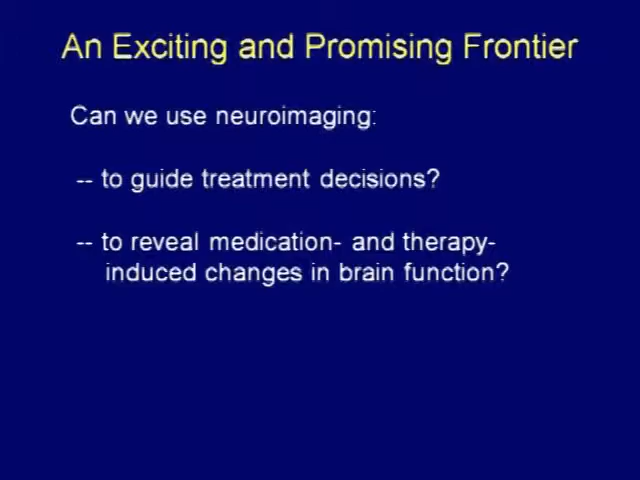 An Exciting and Promising Frontier
Can we use neuroimaging:
-- to guide treatment decisions?
-- to reveal medication- and therapy-
induced changes in brain function?